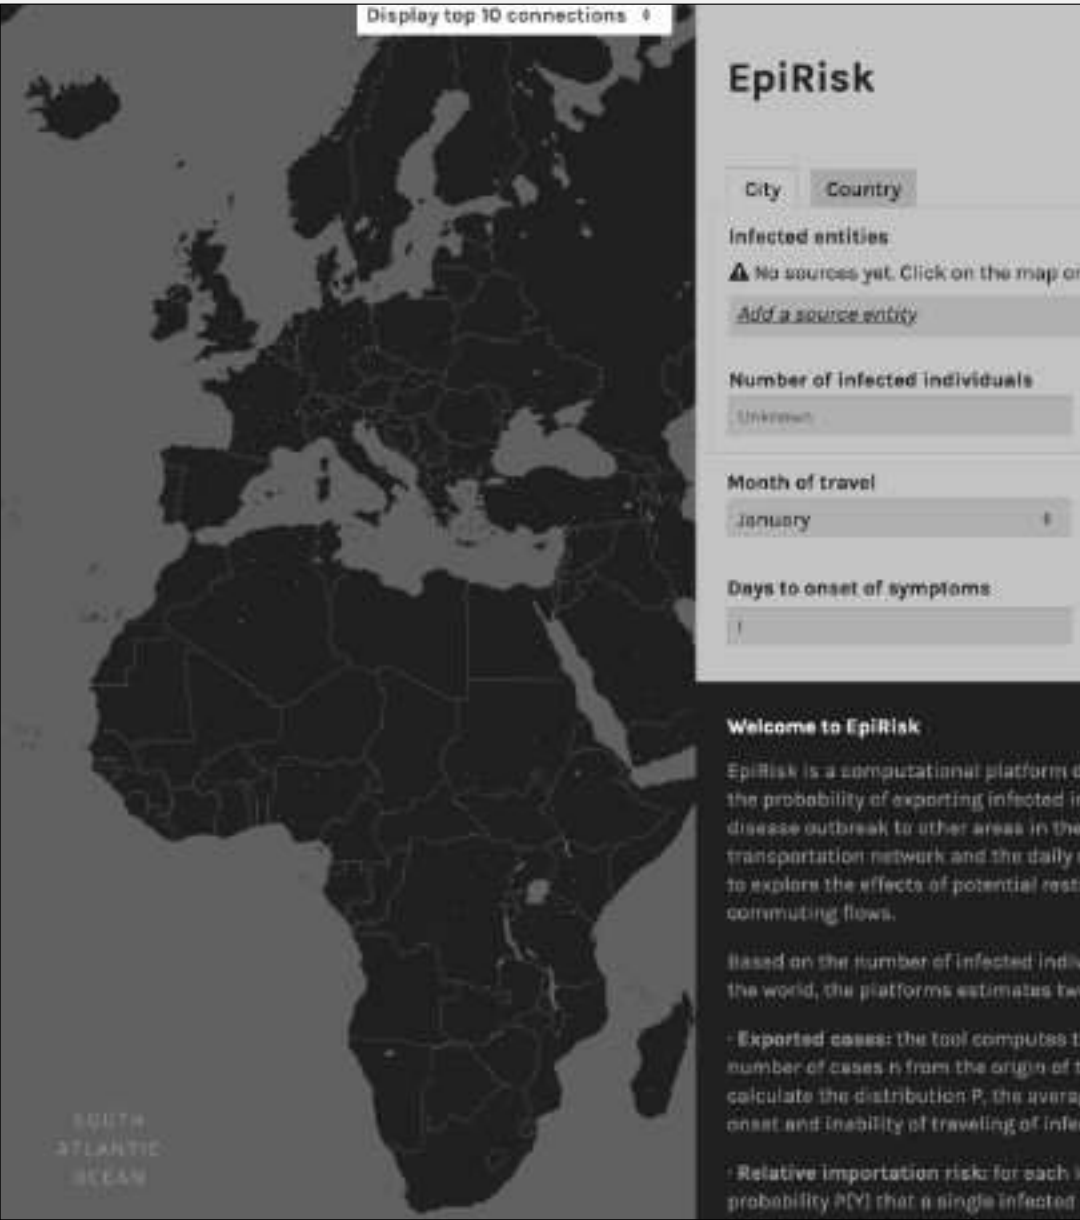 Display top 10 connections
EpiRisk
City Country
Infected entities
No sources yet. Click on the map or
Add a source entity
Number of infected individuals
Unknown
Month of travel
January
Days to onset of symptoms
1
Welcome to EpiRisk
EpiRisk is a computational platform
the probability of exporting infected
disease outbreak to other areas in the
transportation network and the daily
to explore the effects of potential
commuting flows.
Based on the number of infected
the world, the platforms estimates
· Exported cases: the tool computes
number of cases n from the origin of
calculate the distribution P, the
onset and inability of traveling of
· Relative importation risk: for each
probability P(Y) that a single infected
SOUTH
ATLANTIC
OCEAN